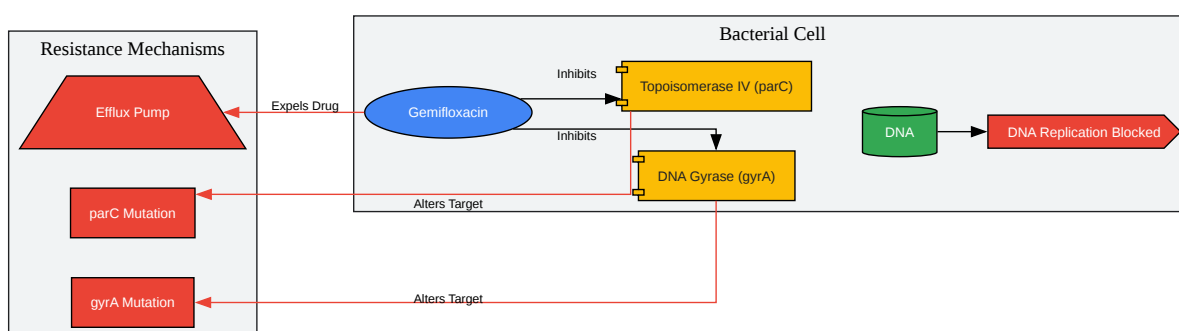 Resistance Mechanisms
Efflux Pump
parC Mutation
gyrA Mutation
Expels Drug
Alters Target
Alters Target
Bacterial Cell
Gemifloxacin
Inhibits
Inhibits
Topoisomerase IV (parC)
DNA Gyrase (gyrA)
DNA
DNA Replication Blocked